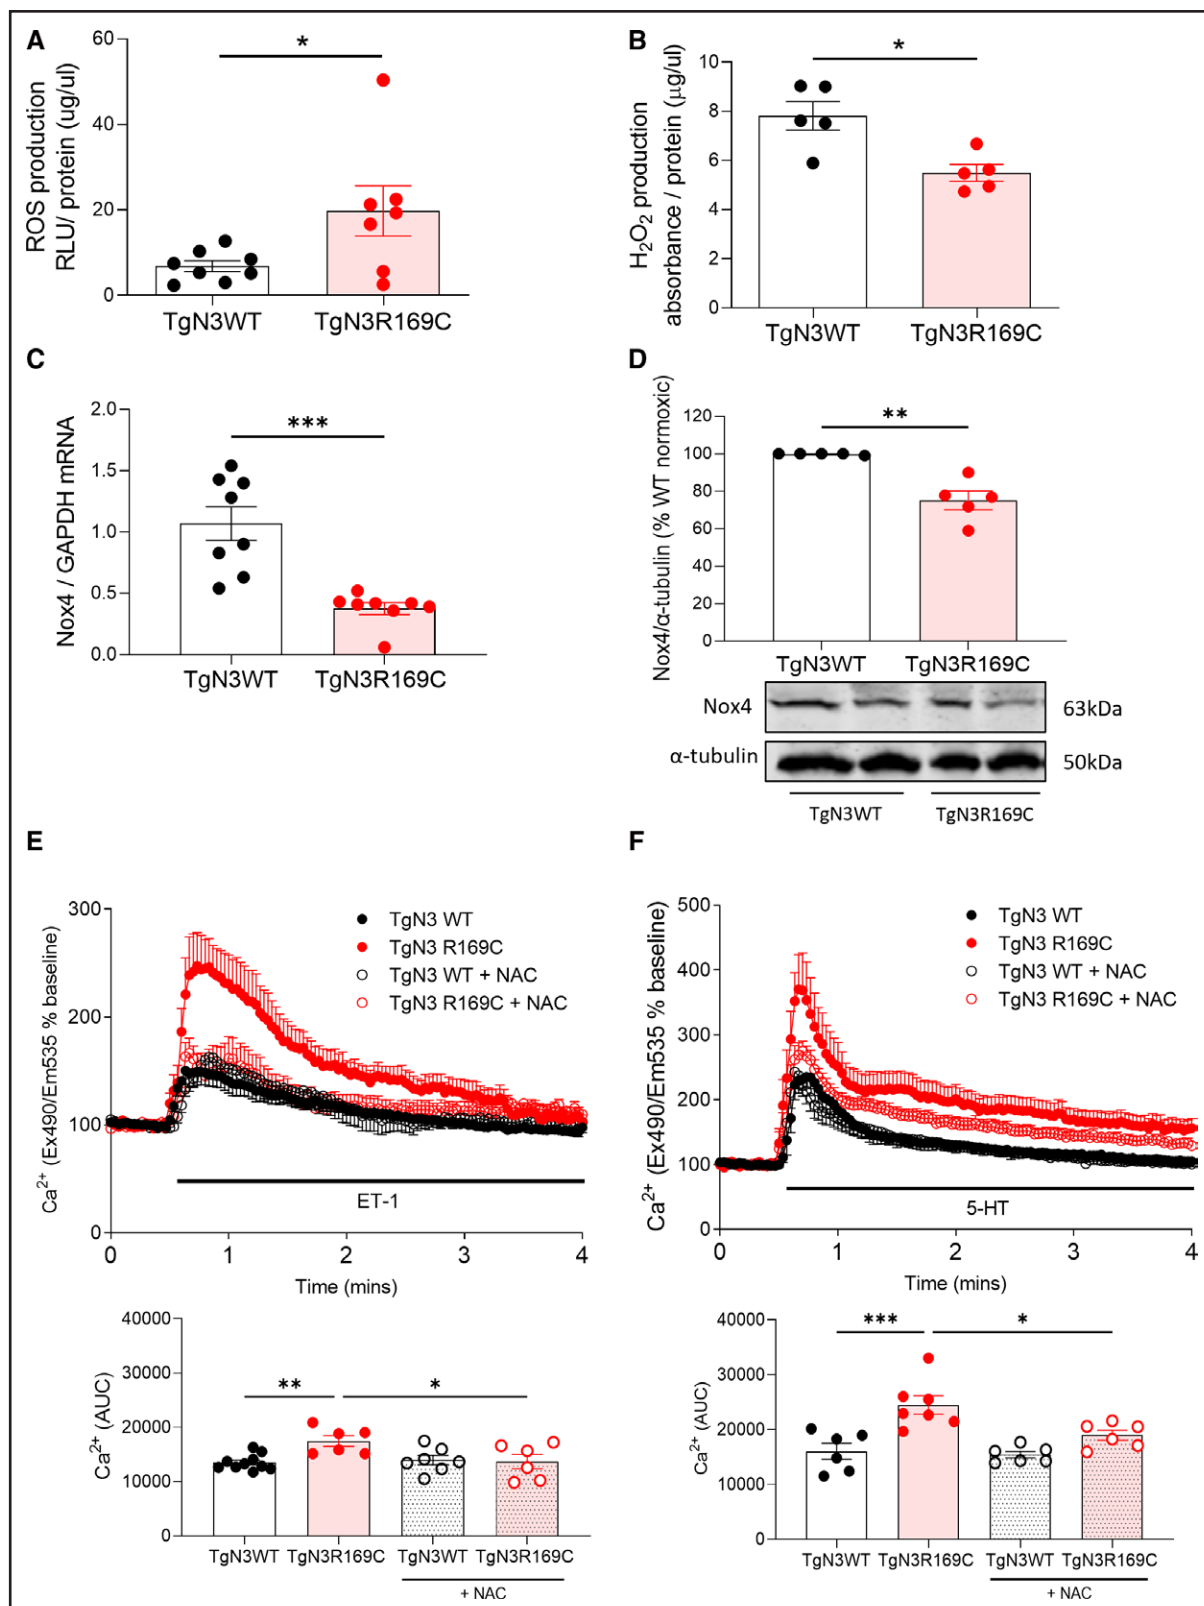 A
ROS production
RLU/ protein (ug/ul)
60
40
20
0
*
TgN3WT
TgN3R169C
B
H2O2 production
absorbance / protein (µg/ul)
10
8
6
4
2
0
*
TgN3WT
TgN3R169C
C
Nox4 / GAPDH mRNA
2.0
1.5
1.0
0.5
0.0
***
TgN3WT
TgN3R169C
D
Nox4/α-tubulin (% WT normoxic)
120
100
80
60
40
20
0
**
TgN3WT
TgN3R169C
Nox4
63kDa
α-tubulin
50kDa
TgN3WT
TgN3R169C
E
Ca2+ (Ex490/Em535 % baseline)
300
200
100
0
TgN3 WT
TgN3 R169C
TgN3 WT + NAC
TgN3 R169C + NAC
ET-1
0 1 2 3 4
Time (mins)
Ca2+ (AUC)
40000
30000
20000
10000
0
**
*
TgN3WT TgN3R169C TgN3WT TgN3R169C
+ NAC
F
Ca2+ (Ex490/Em535 % baseline)
500
400
300
200
100
0
TgN3 WT
TgN3 R169C
TgN3 WT + NAC
TgN3 R169C + NAC
5-HT
0 1 2 3 4
Time (mins)
Ca2+ (AUC)
40000
30000
20000
10000
0
***
*
TgN3WT TgN3R169C TgN3WT TgN3R169C
+ NAC